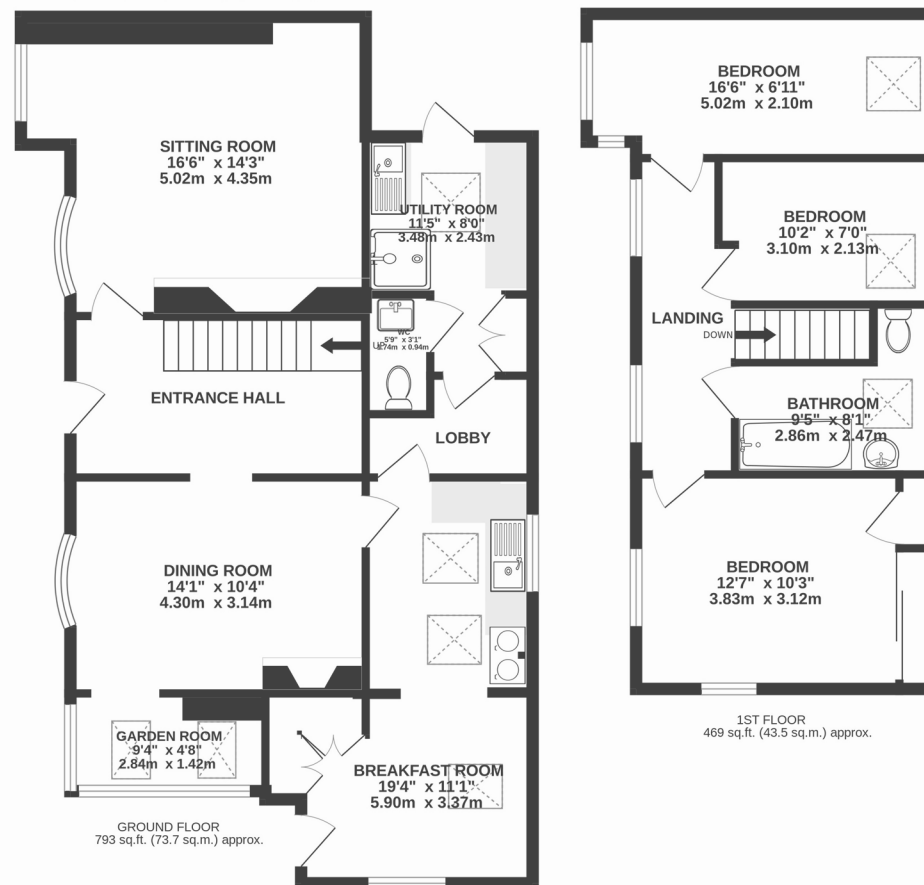 SITTING ROOM
16'6" x 14'3"
5.02m x 4.35m
UTILITY ROOM
11'5" x 8'0"
3.48m x 2.43m
WC
5'9" x 3'1"
1.74m x 0.94m
UP
ENTRANCE HALL
LOBBY
DINING ROOM
14'1" x 10'4"
4.30m x 3.14m
GARDEN ROOM
9'4" x 4'8"
2.84m x 1.42m
BREAKFAST ROOM
19'4" x 11'1"
5.90m x 3.37m
GROUND FLOOR
793 sq.ft. (73.7 sq.m.) approx.
BEDROOM
16'6" x 6'11"
5.02m x 2.10m
BEDROOM
10'2" x 7'0"
3.10m x 2.13m
LANDING
DOWN
BATHROOM
9'5" x 8'1"
2.86m x 2.47m
BEDROOM
12'7" x 10'3"
3.83m x 3.12m
1ST FLOOR
469 sq.ft. (43.5 sq.m.) approx.